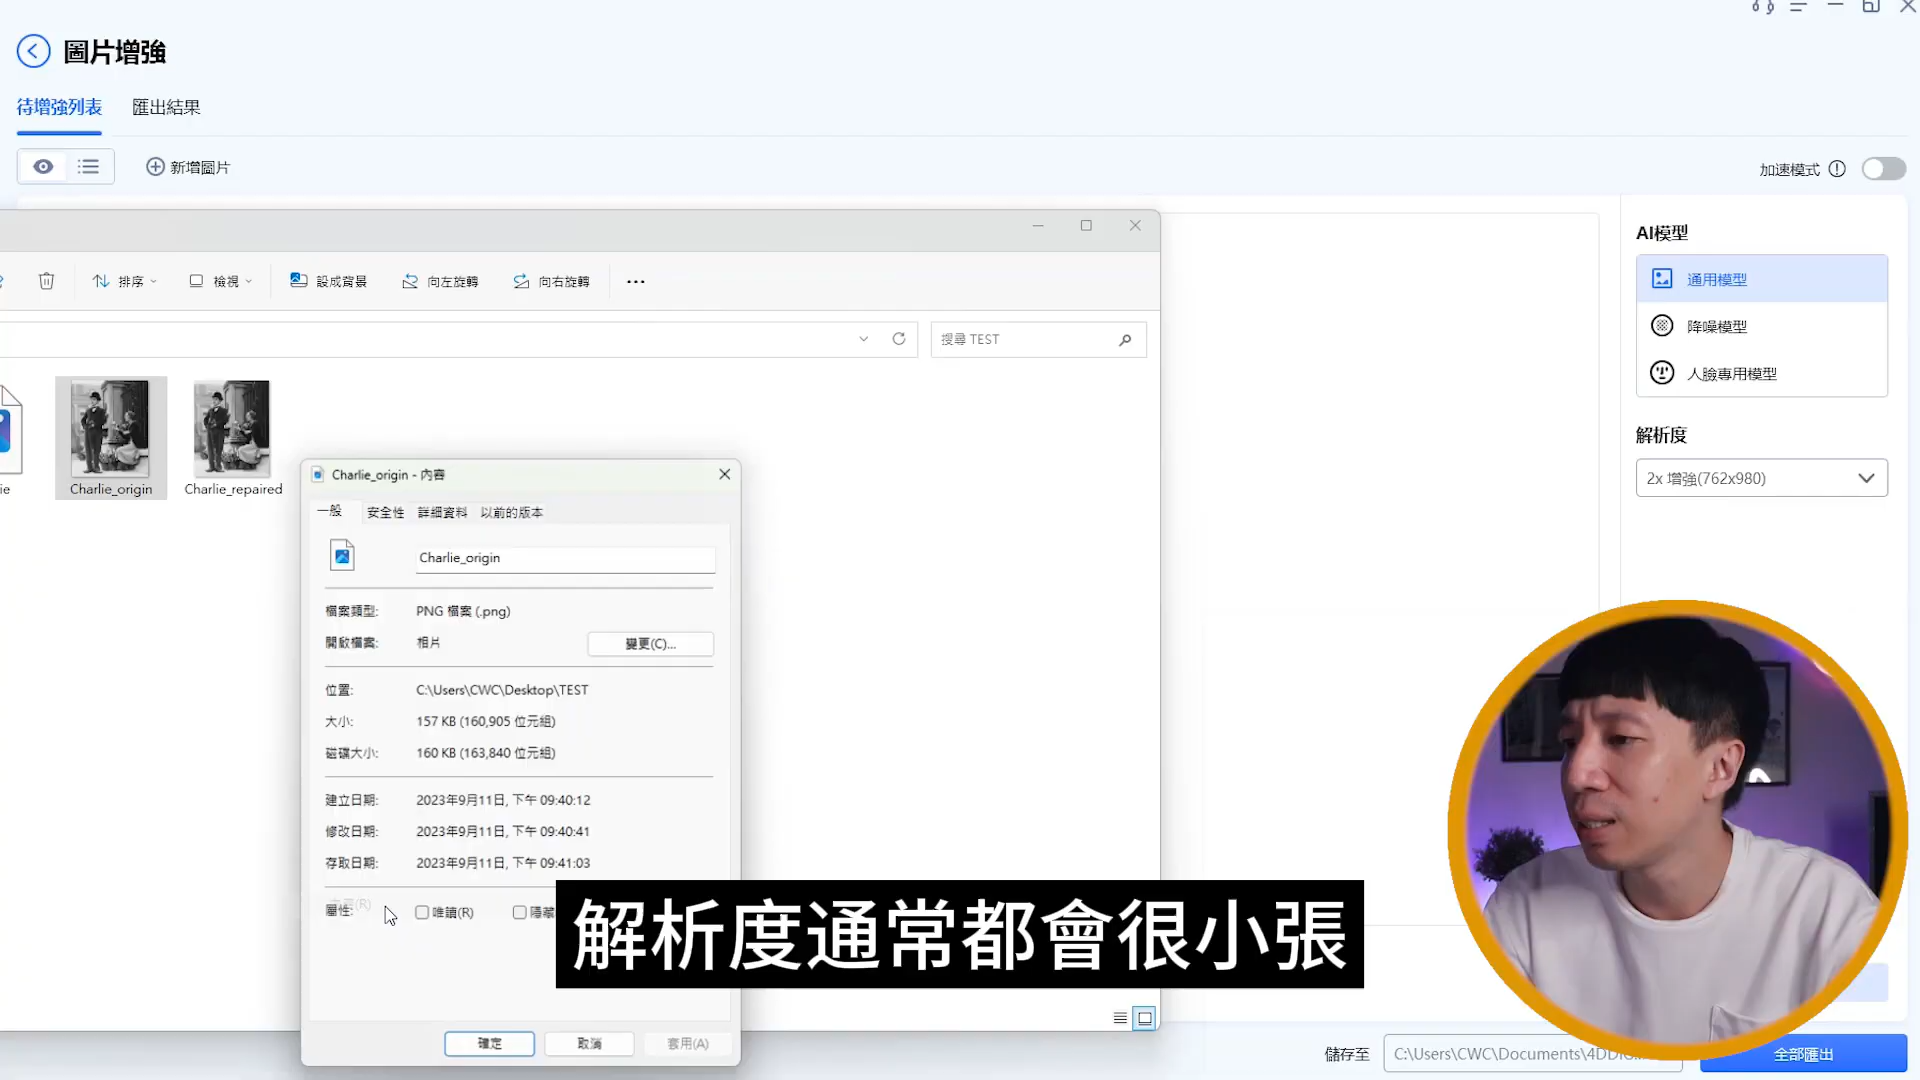 圖片增強
待增強列表
匯出結果
新增圖片
加速模式
排序
檢視
設成背景
向左旋轉
向右旋轉
搜尋 TEST
ie
Charlie_origin
Charlie_repaired
Charlie_origin - 內容
一般
安全性
詳細資料
以前的版本
Charlie_origin
檔案類型:
PNG 檔案 (.png)
開啟檔案:
相片
變更(C)...
位置:
C:\Users\CWC\Desktop\TEST
大小:
157 KB (160,905 位元組)
磁碟大小:
160 KB (163,840 位元組)
建立日期:
2023年9月11日, 下午 09:40:12
修改日期:
2023年9月11日, 下午 09:40:41
存取日期:
2023年9月11日, 下午 09:41:03
屬性:
唯讀(R)
隱藏
確定
取消
套用(A)
AI模型
通用模型
降噪模型
人臉專用模型
解析度
2x 增強(762x980)
解析度通常都會很小張
儲存至
C:\Users\CWC\Documents\4DDiG...
全部匯出